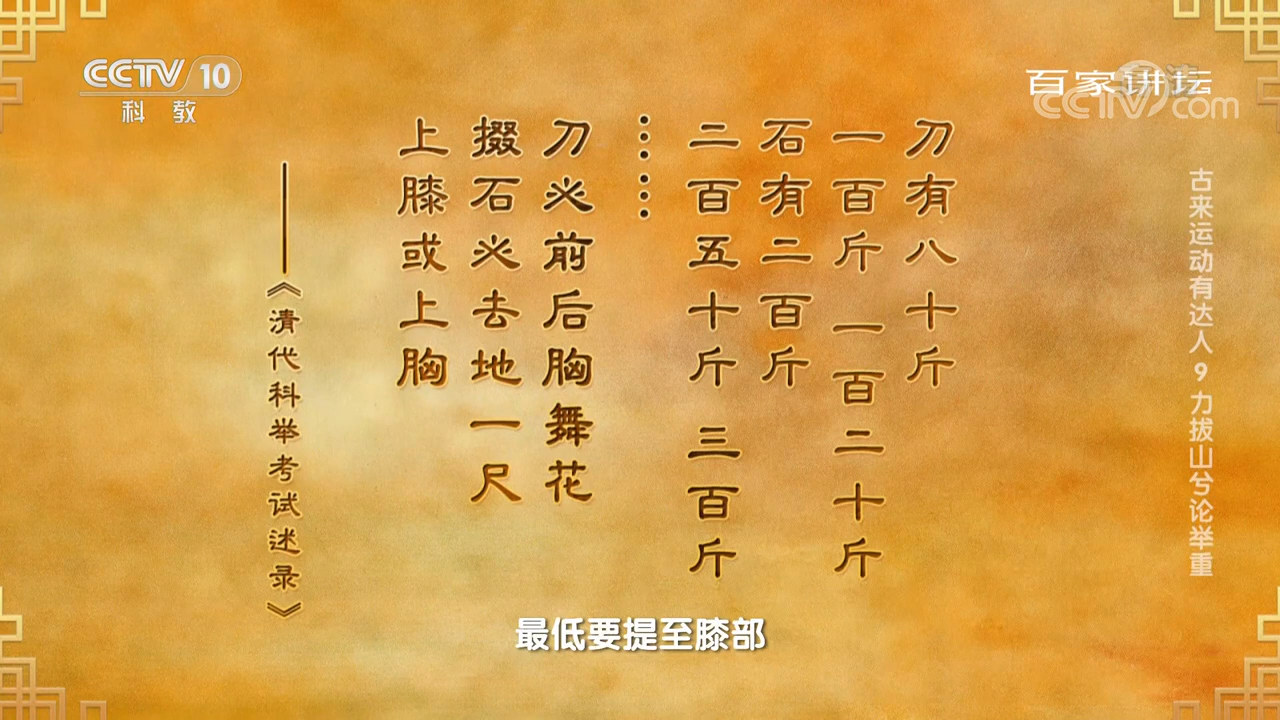 CCTV 10
科教
百家讲坛
CCTV.com
刀有八十斤
一百斤 一百二十斤
石有二百斤
二百五十斤 三百斤
……
刀必前后胸舞花
掇石必去地一尺
上膝或上胸
——《清代科举考试述录》
古来运动有达人 9 力拔山兮论举重
最低要提至膝部